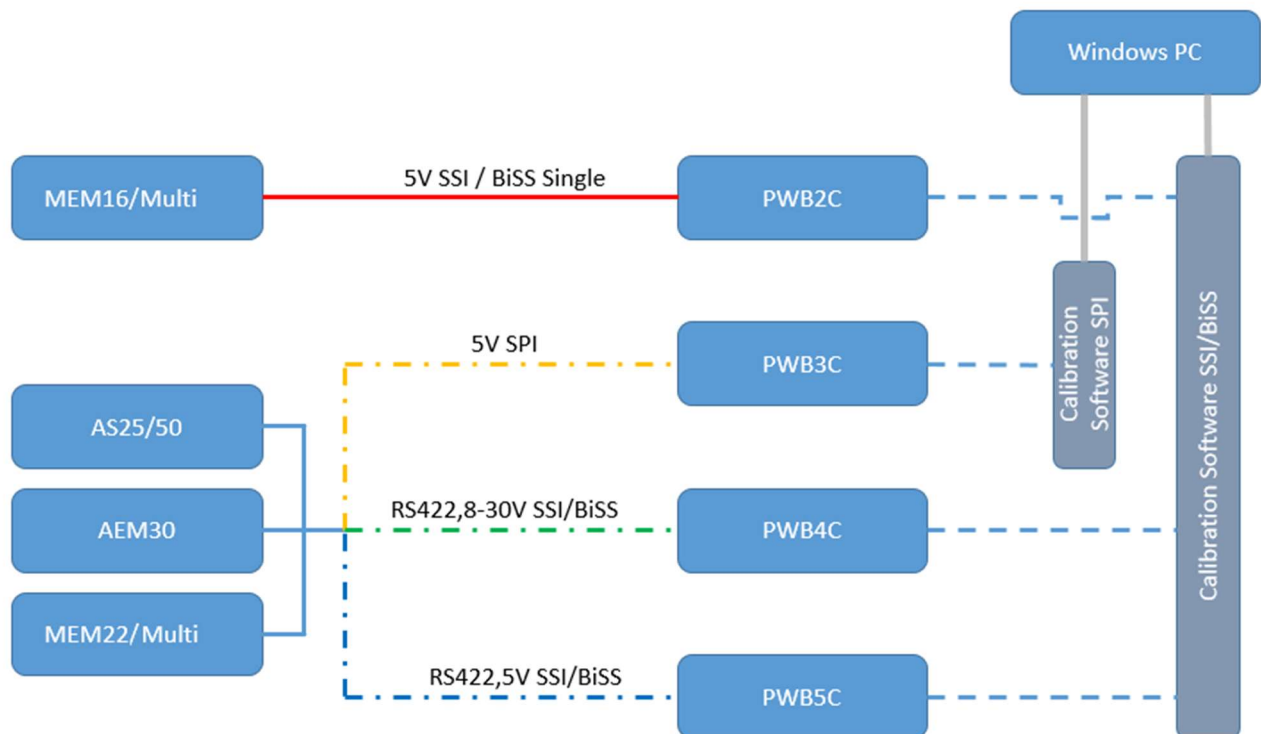 Windows PC
5V SSI / BiSS Single
MEM16/Multi
PWB2C
5V SPI
PWB3C
Calibration
Software SPI
Calibration Software SSI/BiSS
AS25/50
RS422,8-30V SSI/BiSS
AEM30
PWB4C
MEM22/Multi
RS422,5V SSI/BiSS
PWB5C